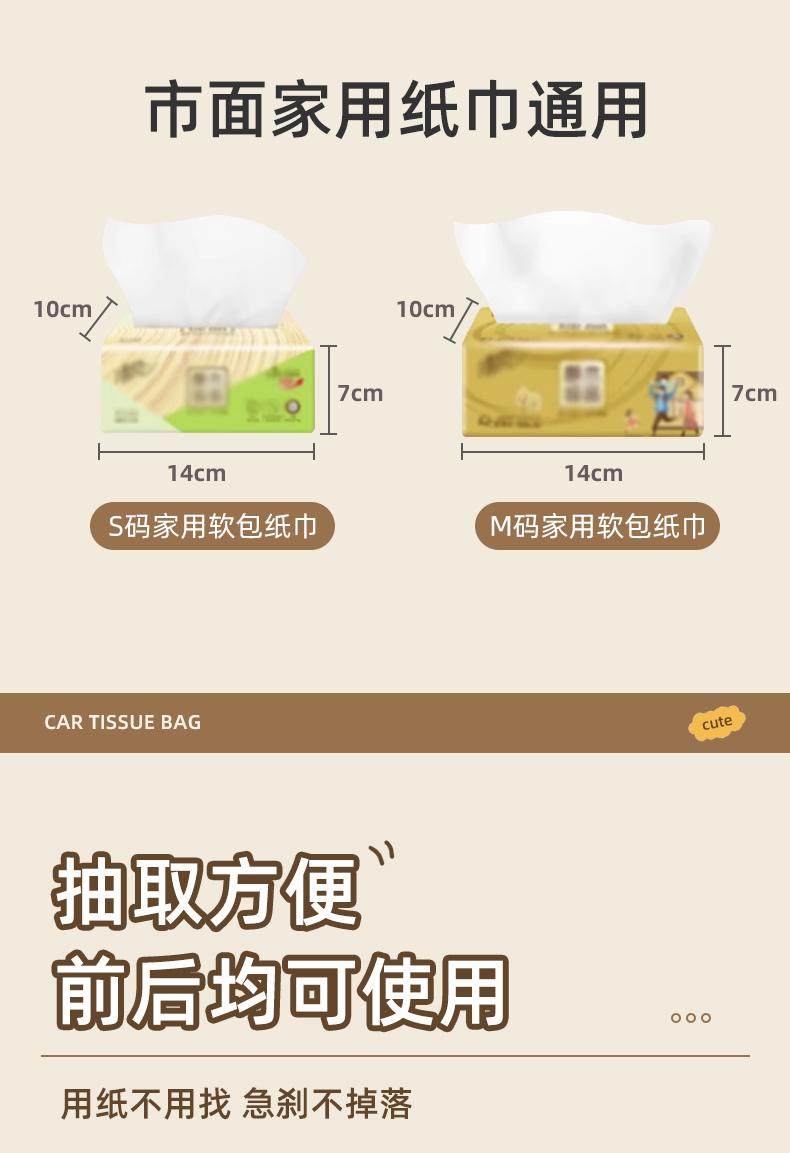 市面家用纸巾通用
10cm
7cm
14cm
10cm
7cm
14cm
S码家用软包纸巾
M码家用软包纸巾
CAR TISSUE BAG
cute
抽取方便
前后均可使用
用纸不用找 急刹不掉落